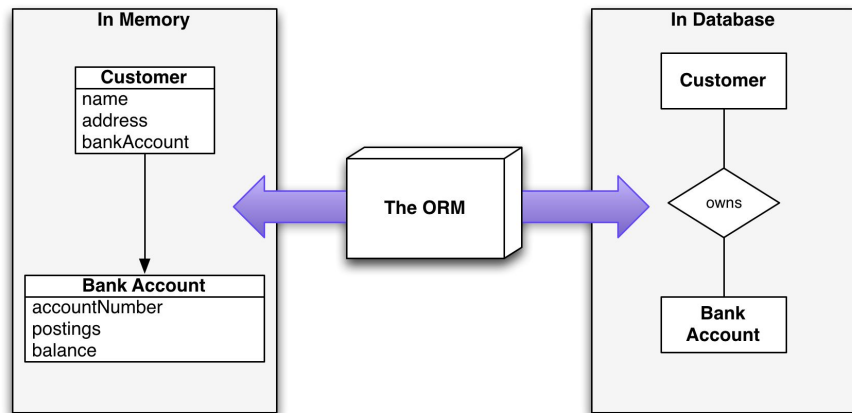 In Memory
Customer
name
address
bankAccount
Bank Account
accountNumber
postings
balance
The ORM
In Database
Customer
owns
Bank
Account